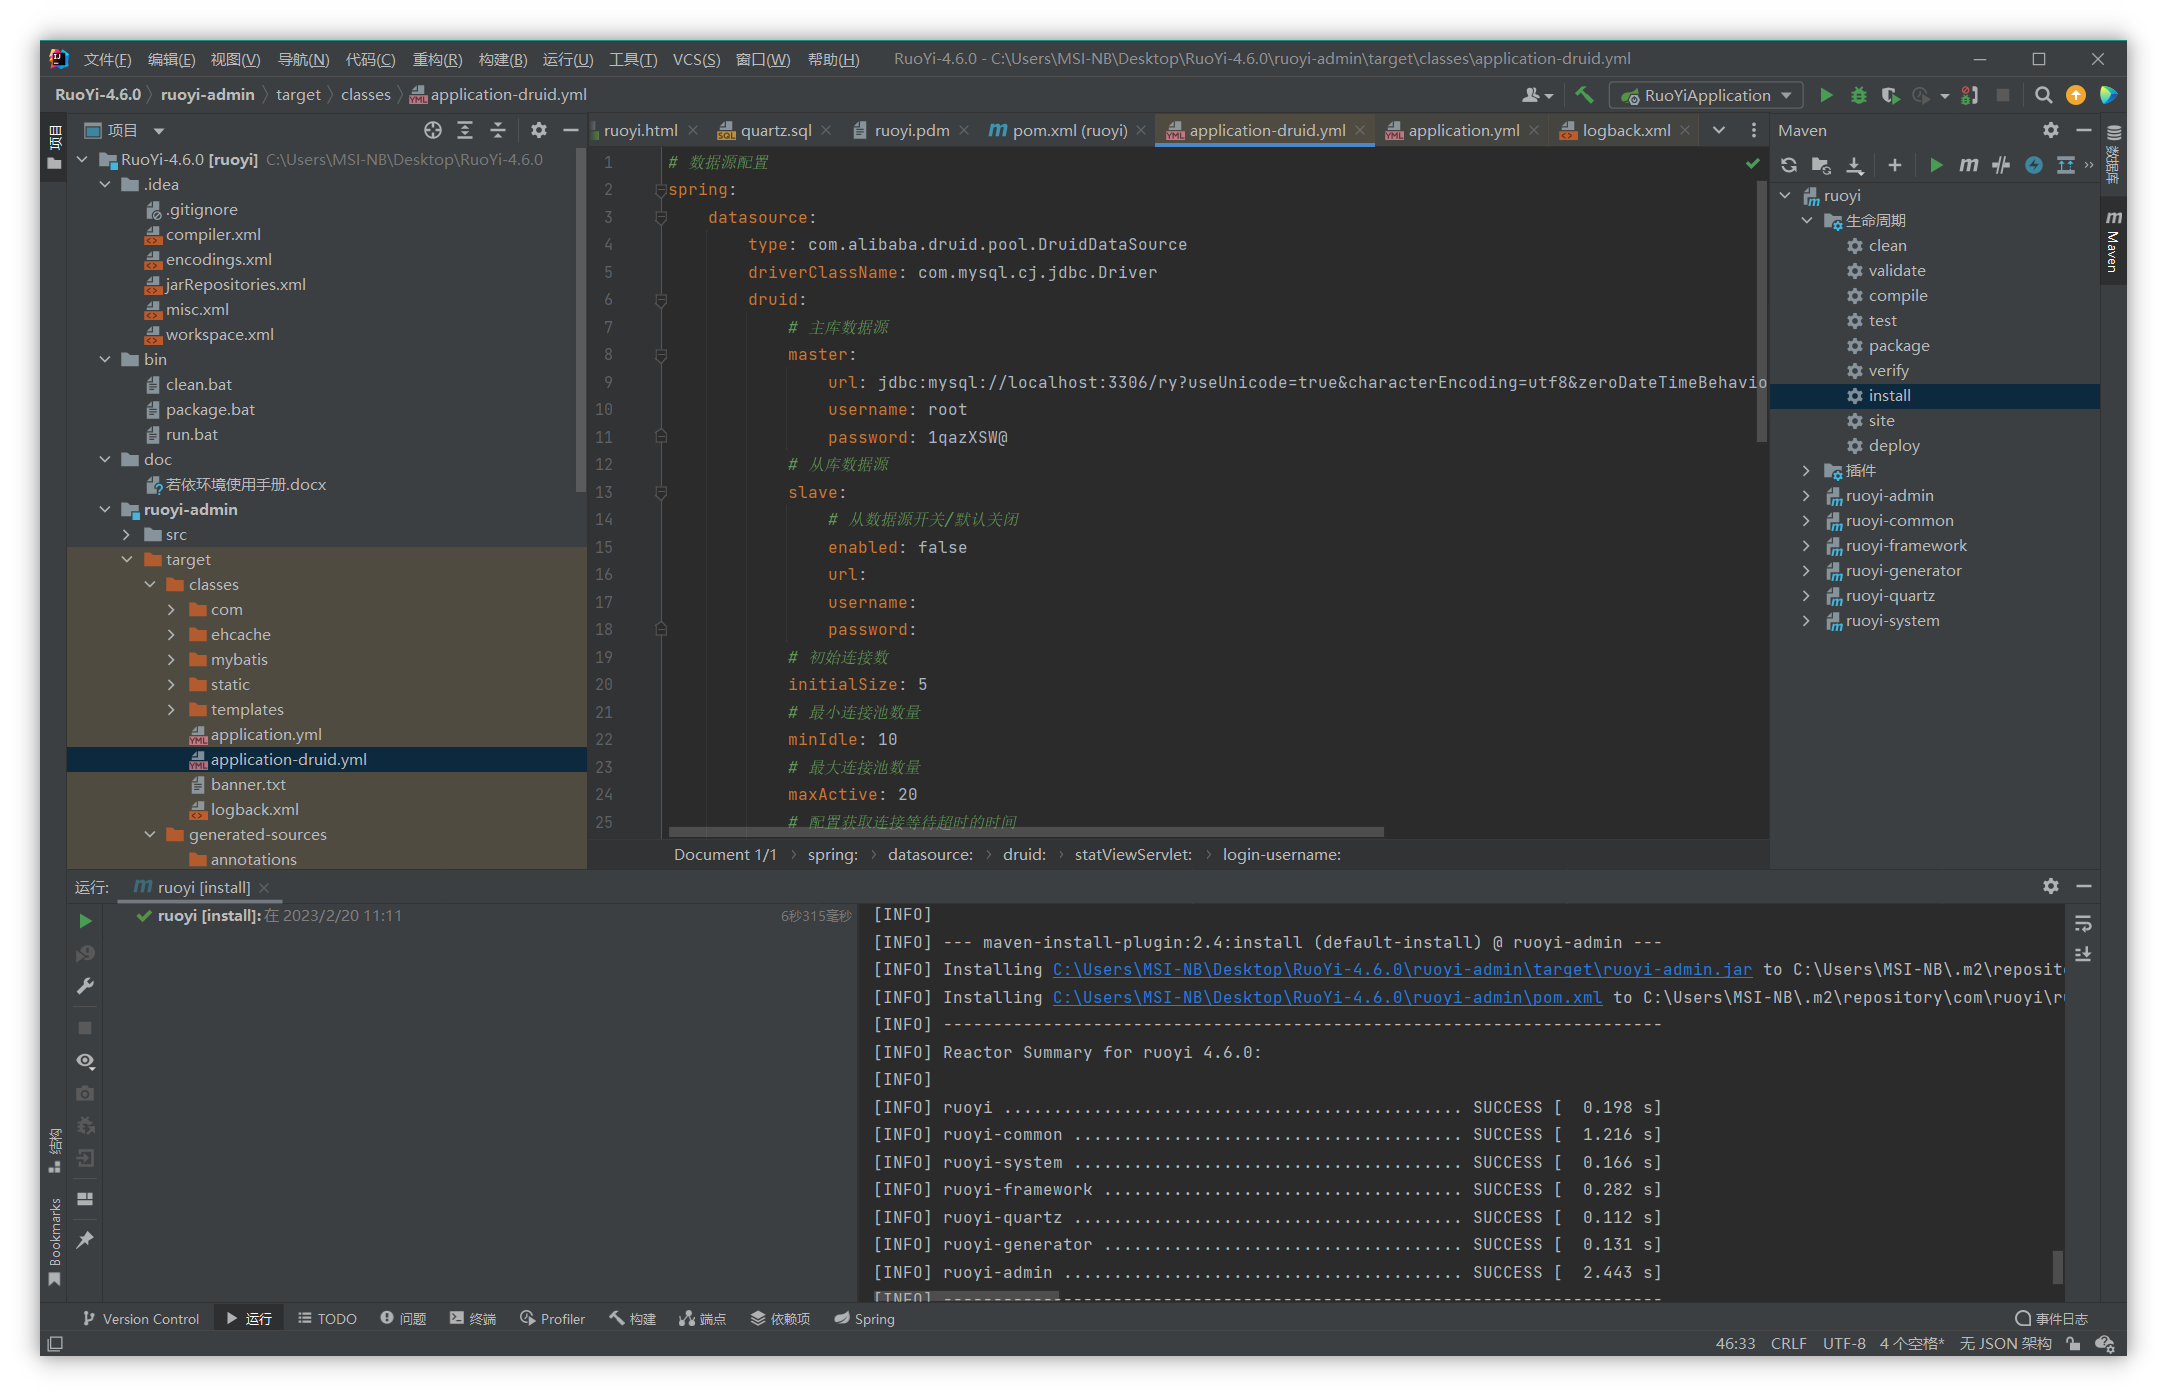 文件(F) 编辑(E) 视图(V) 导航(N) 代码(C) 重构(R) 构建(B) 运行(U) 工具(T) VCS(S) 窗口(W) 帮助(H) RuoYi-4.6.0 - C:\Users\MSI-NB\Desktop\RuoYi-4.6.0\ruoyi-admin\target\classes\application-druid.yml
RuoYi-4.6.0 ruoyi-admin target classes application-druid.yml RuoYiApplication
项目
项目
RuoYi-4.6.0 [ruoyi] C:\Users\MSI-NB\Desktop\RuoYi-4.6.0
.idea
.gitignore
compiler.xml
encodings.xml
jarRepositories.xml
misc.xml
workspace.xml
bin
clean.bat
package.bat
run.bat
doc
若依环境使用手册.docx
ruoyi-admin
src
target
classes
com
ehcache
mybatis
static
templates
application.yml
application-druid.yml
banner.txt
logback.xml
generated-sources
annotations
ruoyi.html quartz.sql ruoyi.pdm pom.xml (ruoyi) application-druid.yml application.yml logback.xml
1 # 数据源配置
2 spring:
3 datasource:
4 type: com.alibaba.druid.pool.DruidDataSource
5 driverClassName: com.mysql.cj.jdbc.Driver
6 druid:
7 # 主库数据源
8 master:
9 url: jdbc:mysql://localhost:3306/ry?useUnicode=true&characterEncoding=utf8&zeroDateTimeBehavio
10 username: root
11 password: 1qazXSW@
12 # 从库数据源
13 slave:
14 # 从数据源开关/默认关闭
15 enabled: false
16 url:
17 username:
18 password:
19 # 初始连接数
20 initialSize: 5
21 # 最小连接池数量
22 minIdle: 10
23 # 最大连接池数量
24 maxActive: 20
25 # 配置获取连接等待超时的时间
Document 1/1 spring: datasource: druid: statViewServlet: login-username:
Maven
ruoyi
生命周期
clean
validate
compile
test
package
verify
install
site
deploy
插件
ruoyi-admin
ruoyi-common
ruoyi-framework
ruoyi-generator
ruoyi-quartz
ruoyi-system
数据库
Maven
运行: ruoyi [install]
ruoyi [install]: 在 2023/2/20 11:11 6秒315毫秒
[INFO]
[INFO] --- maven-install-plugin:2.4:install (default-install) @ ruoyi-admin ---
[INFO] Installing C:\Users\MSI-NB\Desktop\RuoYi-4.6.0\ruoyi-admin\target\ruoyi-admin.jar to C:\Users\MSI-NB\.m2\reposit
[INFO] Installing C:\Users\MSI-NB\Desktop\RuoYi-4.6.0\ruoyi-admin\pom.xml to C:\Users\MSI-NB\.m2\repository\com\ruoyi\r
[INFO] ------------------------------------------------------------------------
[INFO] Reactor Summary for ruoyi 4.6.0:
[INFO]
[INFO] ruoyi .............................................. SUCCESS [ 0.198 s]
[INFO] ruoyi-common ....................................... SUCCESS [ 1.216 s]
[INFO] ruoyi-system ....................................... SUCCESS [ 0.166 s]
[INFO] ruoyi-framework .................................... SUCCESS [ 0.282 s]
[INFO] ruoyi-quartz ....................................... SUCCESS [ 0.112 s]
[INFO] ruoyi-generator .................................... SUCCESS [ 0.131 s]
[INFO] ruoyi-admin ........................................ SUCCESS [ 2.443 s]
[INFO] ------------------------------------------------------------------------
结构
Bookmarks
Version Control 运行 TODO 问题 终端 Profiler 构建 端点 依赖项 Spring 事件日志
46:33 CRLF UTF-8 4 个空格* 无 JSON 架构